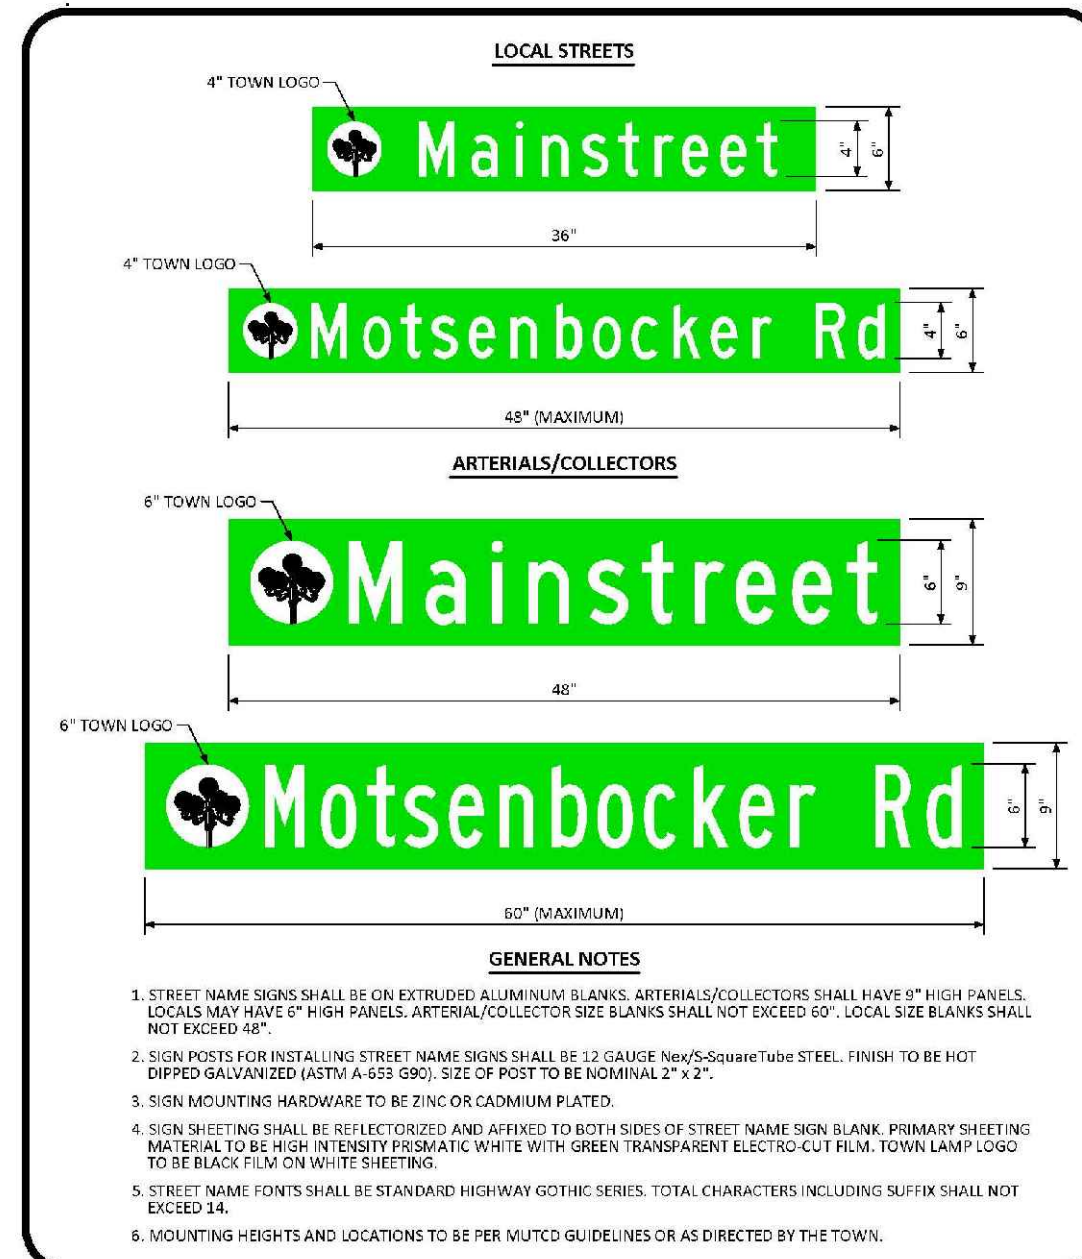 LOCAL STREETS
4" TOWN LOGO
Mainstreet
4"
6"
36"
4" TOWN LOGO
Motsenbocker Rd
4"
6"
48" (MAXIMUM)
ARTERIALS/COLLECTORS
6" TOWN LOGO
Mainstreet
6"
9"
48"
6" TOWN LOGO
Motsenbocker Rd
6"
9"
60" (MAXIMUM)
GENERAL NOTES
1. STREET NAME SIGNS SHALL BE ON EXTRUDED ALUMINUM BLANKS. ARTERIALS/COLLECTORS SHALL HAVE 9" HIGH PANELS.
LOCALS MAY HAVE 6" HIGH PANELS. ARTERIAL/COLLECTOR SIZE BLANKS SHALL NOT EXCEED 60". LOCAL SIZE BLANKS SHALL
NOT EXCEED 48".
2. SIGN POSTS FOR INSTALLING STREET NAME SIGNS SHALL BE 12 GAUGE Nex/S-SquareTube STEEL. FINISH TO BE HOT
DIPPED GALVANIZED (ASTM A-653 G90). SIZE OF POST TO BE NOMINAL 2" x 2".
3. SIGN MOUNTING HARDWARE TO BE ZINC OR CADMIUM PLATED.
4. SIGN SHEETING SHALL BE REFLECTORIZED AND AFFIXED TO BOTH SIDES OF STREET NAME SIGN BLANK. PRIMARY SHEETING
MATERIAL TO BE HIGH INTENSITY PRISMATIC WHITE WITH GREEN TRANSPARENT ELECTRO-CUT FILM. TOWN LAMP LOGO
TO BE BLACK FILM ON WHITE SHEETING.
5. STREET NAME FONTS SHALL BE STANDARD HIGHWAY GOTHIC SERIES. TOTAL CHARACTERS INCLUDING SUFFIX SHALL NOT
EXCEED 14.
6. MOUNTING HEIGHTS AND LOCATIONS TO BE PER MUTCD GUIDELINES OR AS DIRECTED BY THE TOWN.